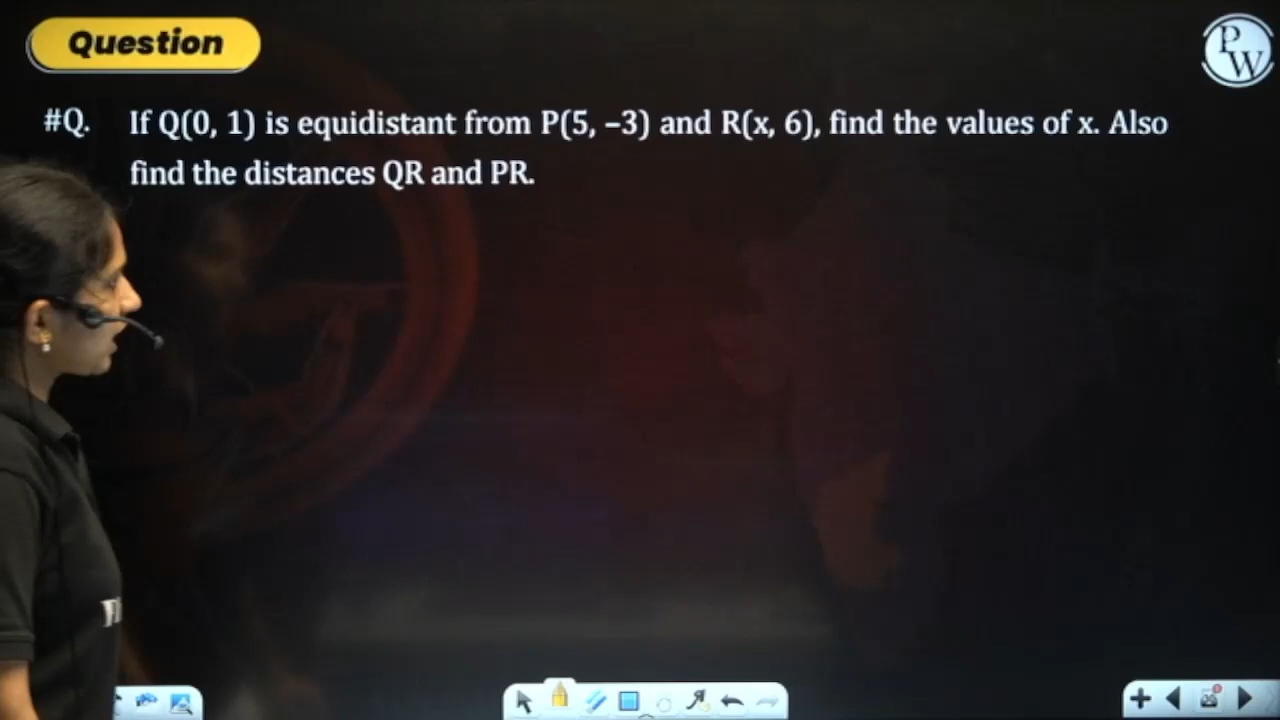 Question
PW
#Q. If Q(0, 1) is equidistant from P(5, –3) and R(x, 6), find the values of x. Also
find the distances QR and PR.